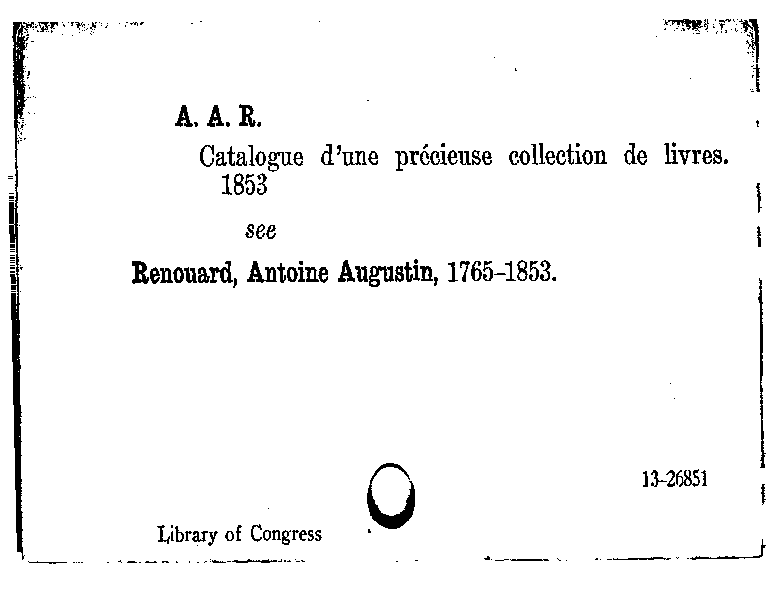 A. A. R.
Catalogue d'une précieuse collection de livres.
1853
see
Renouard, Antoine Augustin, 1765–1853.
13-26851
Library of Congress